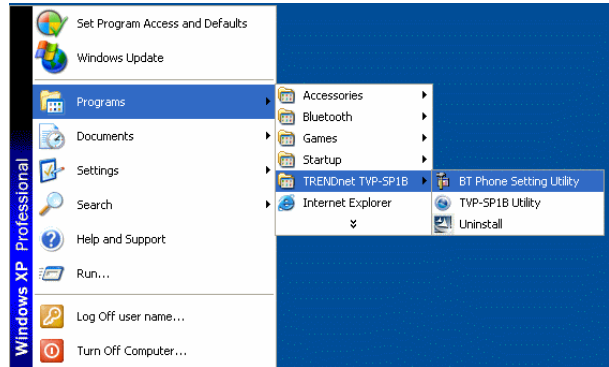 Windows XP Professional
Set Program Access and Defaults
Windows Update
Programs
Documents
Settings
Search
Help and Support
Run...
Log Off user name...
Turn Off Computer...
Accessories
Bluetooth
Games
Startup
TRENDnet TVP-SP1B
Internet Explorer
BT Phone Setting Utility
TVP-SP1B Utility
Uninstall